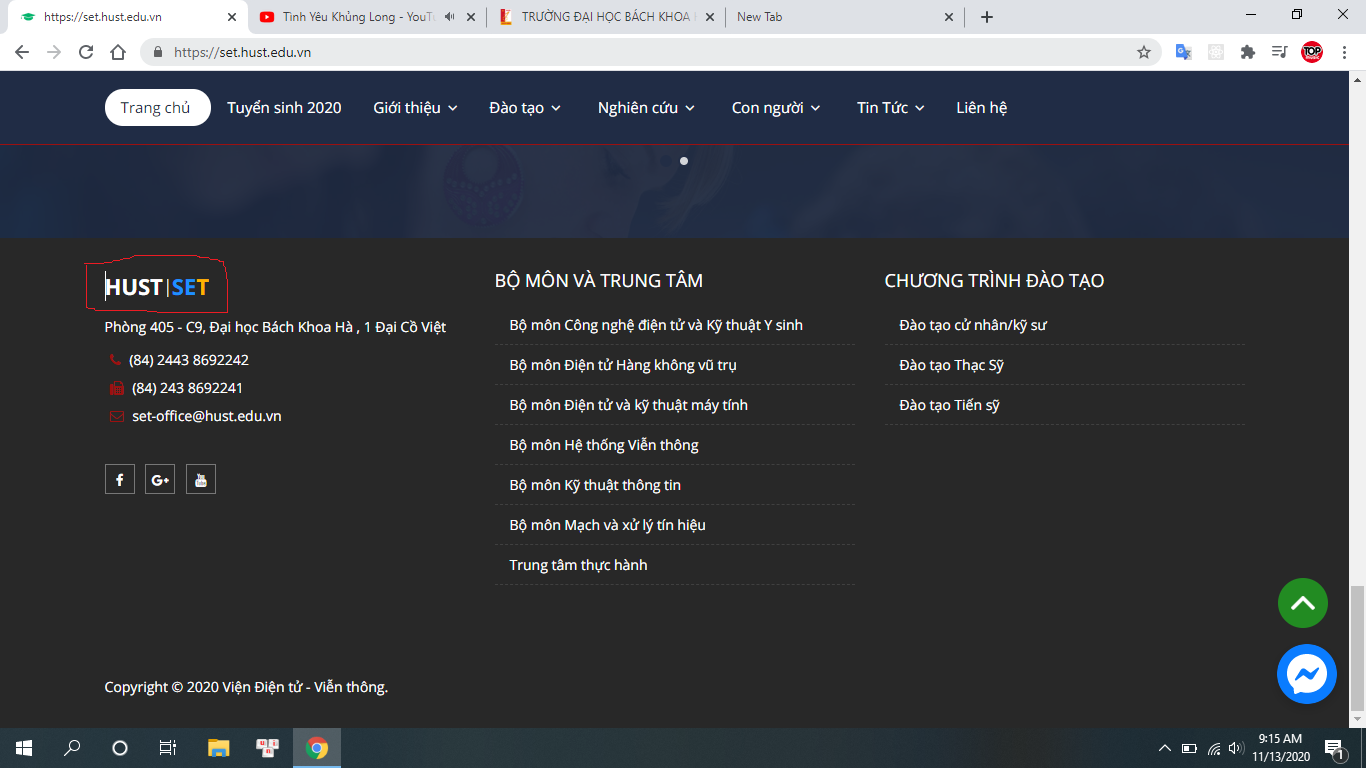 https://set.hust.edu.vn
Tình Yêu Khủng Long - YouTu
TRƯỜNG ĐẠI HỌC BÁCH KHOA
New Tab
https://set.hust.edu.vn
TOP
MUSIC
Trang chủ
Tuyển sinh 2020
Giới thiệu
Đào tạo
Nghiên cứu
Con người
Tin Tức
Liên hệ
HUST|SET
Phòng 405 - C9, Đại học Bách Khoa Hà , 1 Đại Cồ Việt
(84) 2443 8692242
(84) 243 8692241
set-office@hust.edu.vn
BỘ MÔN VÀ TRUNG TÂM
Bộ môn Công nghệ điện tử và Kỹ thuật Y sinh
Bộ môn Điện tử Hàng không vũ trụ
Bộ môn Điện tử và kỹ thuật máy tính
Bộ môn Hệ thống Viễn thông
Bộ môn Kỹ thuật thông tin
Bộ môn Mạch và xử lý tín hiệu
Trung tâm thực hành
CHƯƠNG TRÌNH ĐÀO TẠO
Đào tạo cử nhân/kỹ sư
Đào tạo Thạc Sỹ
Đào tạo Tiến sỹ
Copyright © 2020 Viện Điện tử - Viễn thông.
9:15 AM
11/13/2020
1